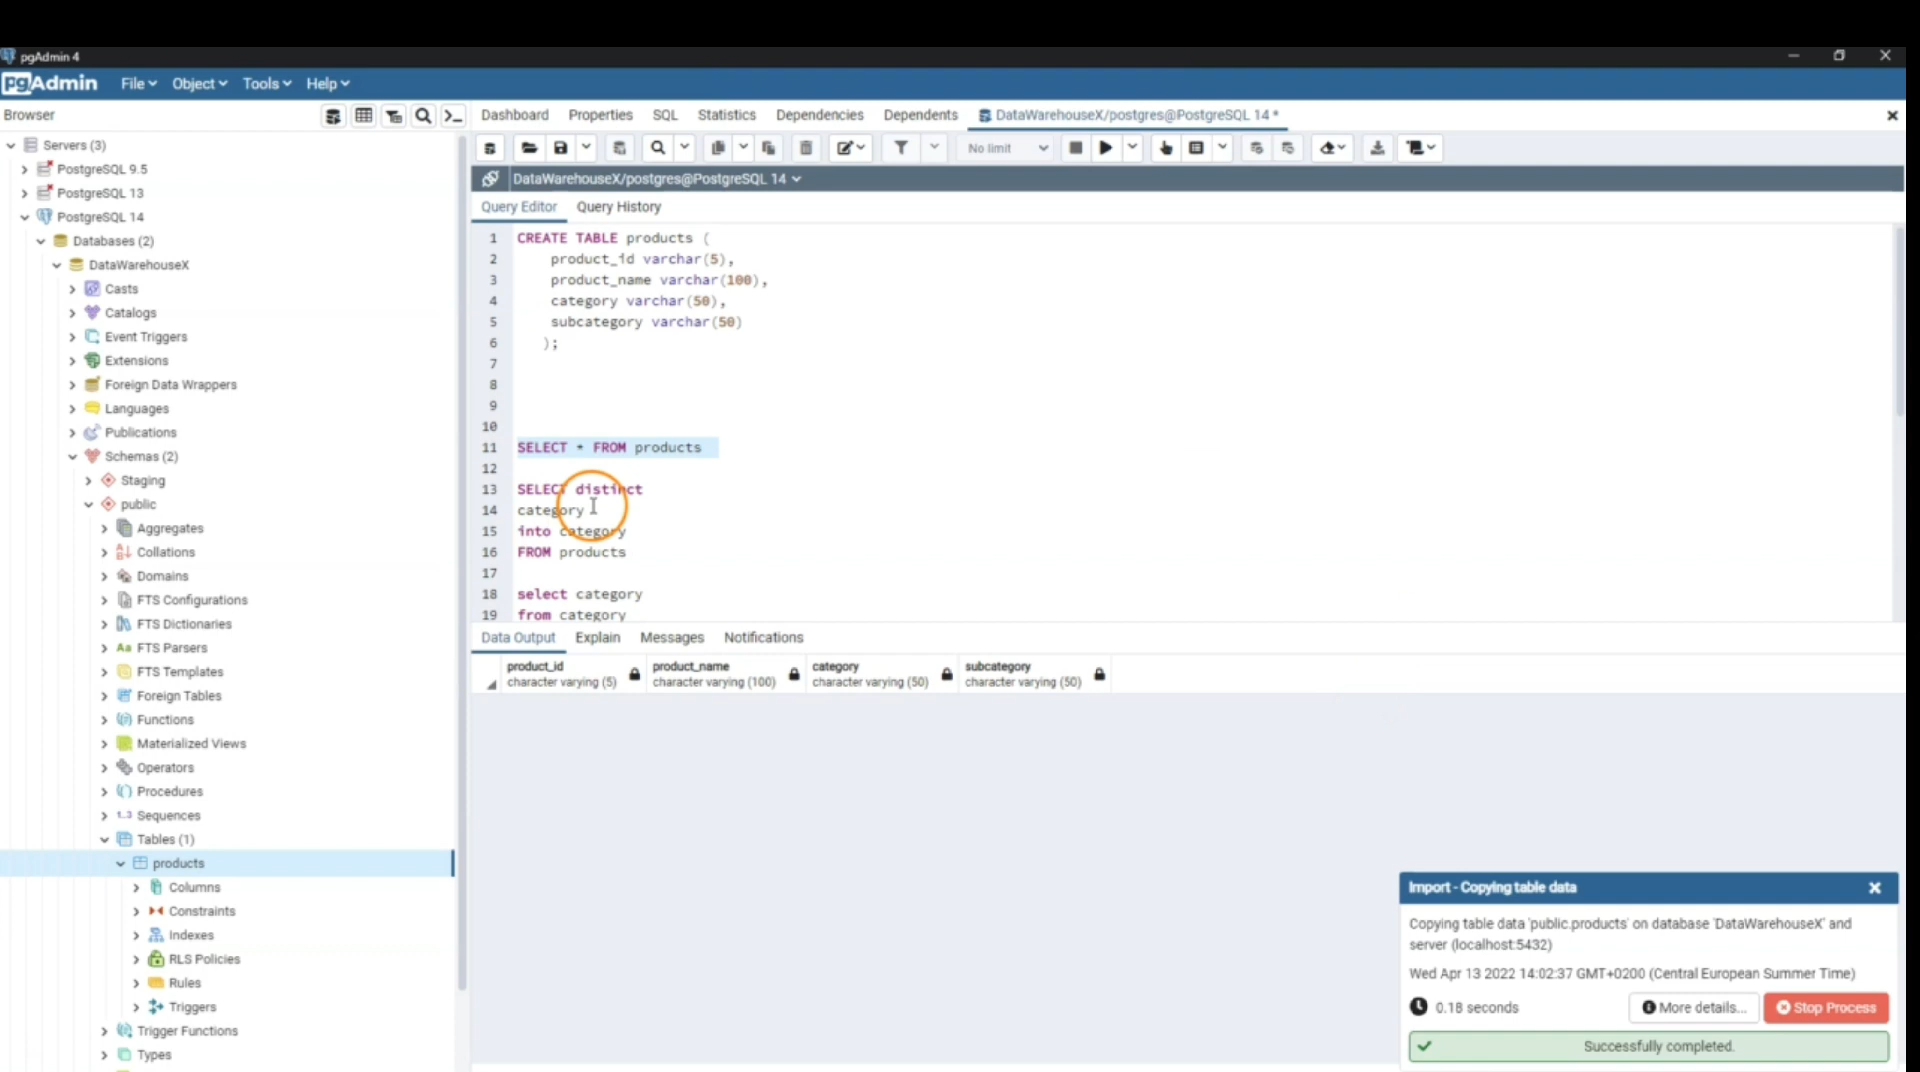 pgAdmin 4
pgAdmin File Object Tools Help
Browser
Dashboard Properties SQL Statistics Dependencies Dependents DataWarehouseX/postgres@PostgreSQL 14 *
Servers (3)
PostgreSQL 9.5
PostgreSQL 13
PostgreSQL 14
Databases (2)
DataWarehouseX
Casts
Catalogs
Event Triggers
Extensions
Foreign Data Wrappers
Languages
Publications
Schemas (2)
Staging
public
Aggregates
Collations
Domains
FTS Configurations
FTS Dictionaries
Aa FTS Parsers
FTS Templates
Foreign Tables
Functions
Materialized Views
Operators
Procedures
1..3 Sequences
Tables (1)
products
Columns
Constraints
Indexes
RLS Policies
Rules
Triggers
Trigger Functions
Types
No limit
DataWarehouseX/postgres@PostgreSQL 14
Query Editor Query History
1 CREATE TABLE products (
2 product_id varchar(5),
3 product_name varchar(100),
4 category varchar(50),
5 subcategory varchar(50)
6 );
7
8
9
10
11 SELECT * FROM products
12
13 SELECT distinct
14 category
15 into category
16 FROM products
17
18 select category
19 from category
Data Output Explain Messages Notifications
product_id product_name category subcategory
character varying (5) character varying (100) character varying (50) character varying (50)
Import - Copying table data
Copying table data 'public.products' on database 'DataWarehouseX' and
server (localhost:5432)
Wed Apr 13 2022 14:02:37 GMT+0200 (Central European Summer Time)
0.18 seconds More details... Stop Process
Successfully completed.